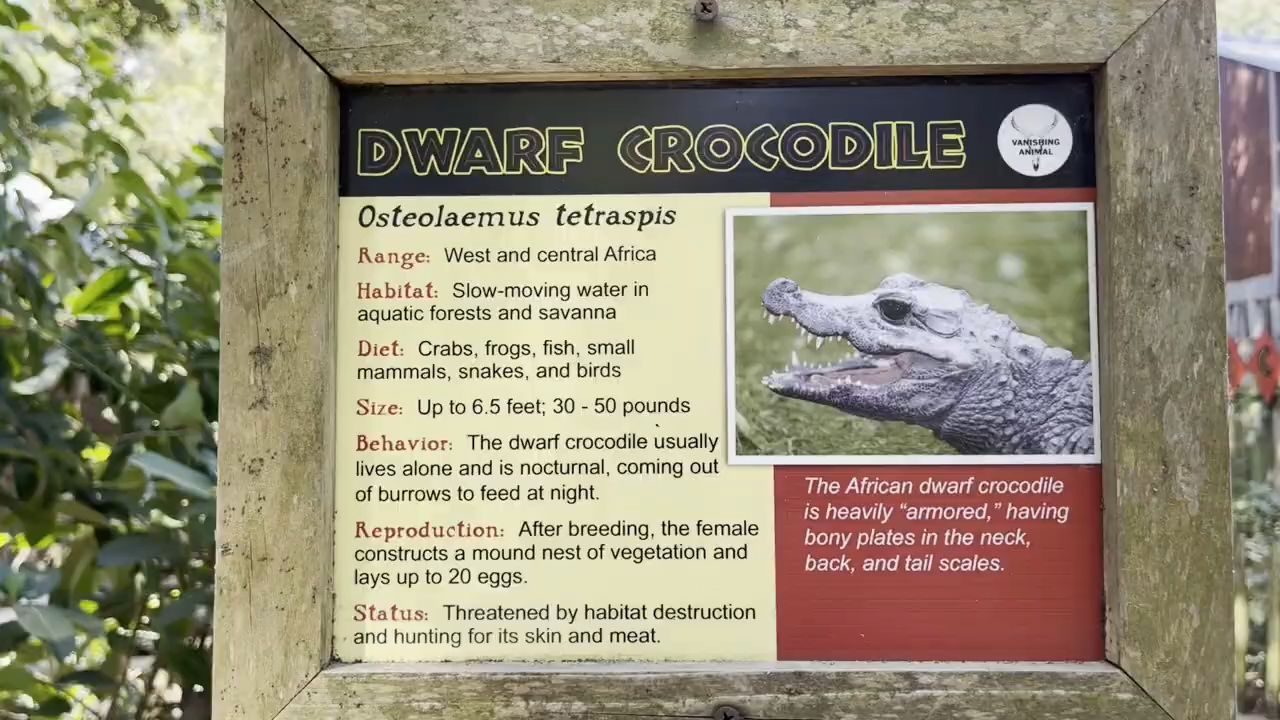 DWARF CROCODILE
VANISHING
ANIMAL
Osteolaemus tetraspis
Range: West and central Africa
Habitat: Slow-moving water in
aquatic forests and savanna
Diet: Crabs, frogs, fish, small
mammals, snakes, and birds
Size: Up to 6.5 feet; 30 - 50 pounds
Behavior: The dwarf crocodile usually
lives alone and is nocturnal, coming out
of burrows to feed at night.
Reproduction: After breeding, the female
constructs a mound nest of vegetation and
lays up to 20 eggs.
Status: Threatened by habitat destruction
and hunting for its skin and meat.
The African dwarf crocodile
is heavily “armored,” having
bony plates in the neck,
back, and tail scales.